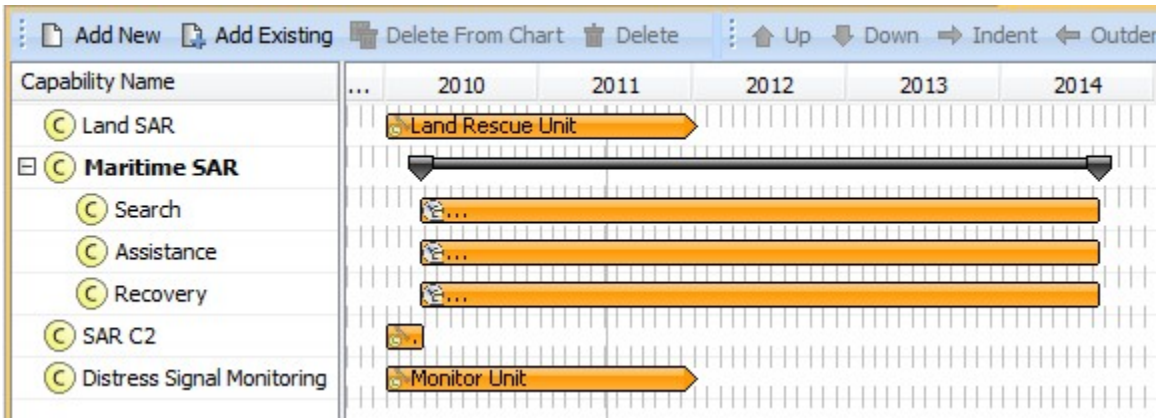 Add New Add Existing Delete From Chart Delete Up Down Indent Outden
Capability Name ... 2010 2011 2012 2013 2014
C Land SAR Land Rescue Unit
C Maritime SAR
C Search ...
C Assistance ...
C Recovery ...
C SAR C2 .
C Distress Signal Monitoring Monitor Unit